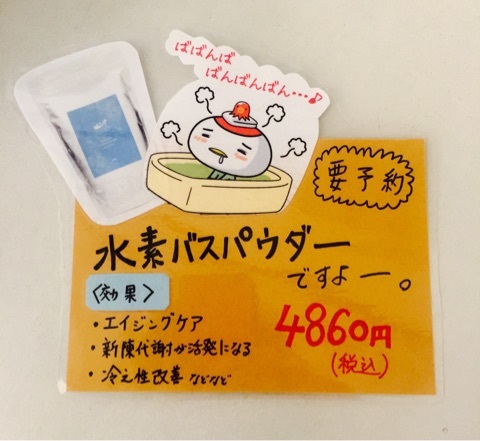 ばばんば
ばんばんばん…♪
要予約
水素バスパウダー
ですよー。
〈効果〉
・エイジングケア
・新陳代謝が活発になる
・冷え性改善 などなど
4860円
(税込)